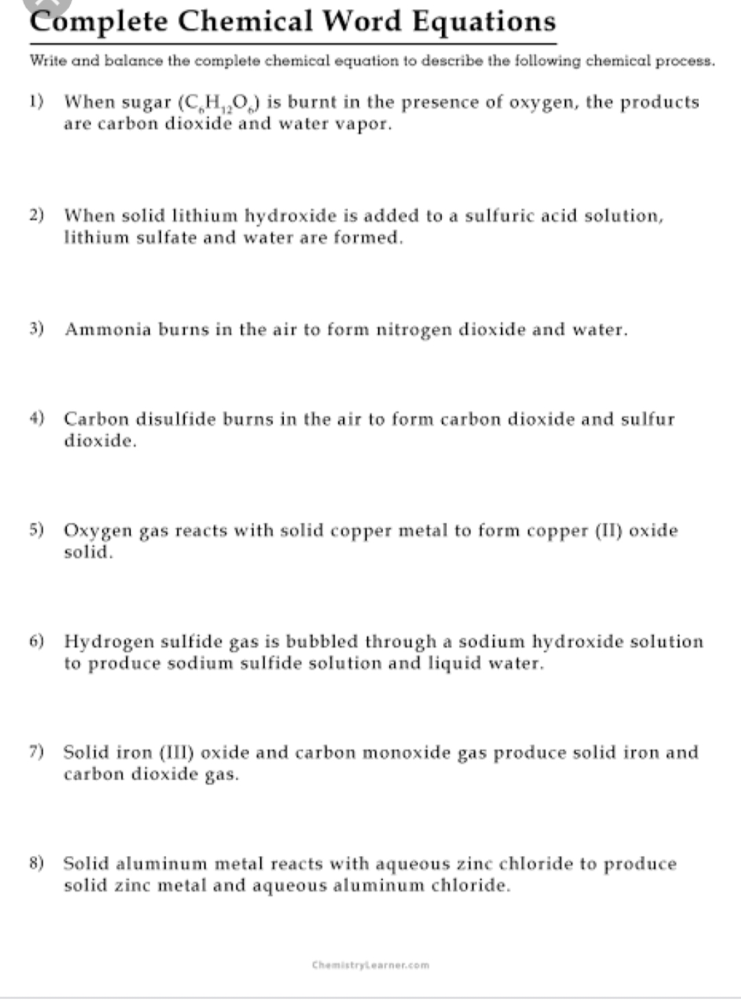 Complete Chemical Word Equations
Write and balance the complete chemical equation to describe the following chemical process.
1) When sugar (C₆H₁₂O₆) is burnt in the presence of oxygen, the products
are carbon dioxide and water vapor.
2) When solid lithium hydroxide is added to a sulfuric acid solution,
lithium sulfate and water are formed.
3) Ammonia burns in the air to form nitrogen dioxide and water.
4) Carbon disulfide burns in the air to form carbon dioxide and sulfur
dioxide.
5) Oxygen gas reacts with solid copper metal to form copper (II) oxide
solid.
6) Hydrogen sulfide gas is bubbled through a sodium hydroxide solution
to produce sodium sulfide solution and liquid water.
7) Solid iron (III) oxide and carbon monoxide gas produce solid iron and
carbon dioxide gas.
8) Solid aluminum metal reacts with aqueous zinc chloride to produce
solid zinc metal and aqueous aluminum chloride.
ChemistryLearner.com